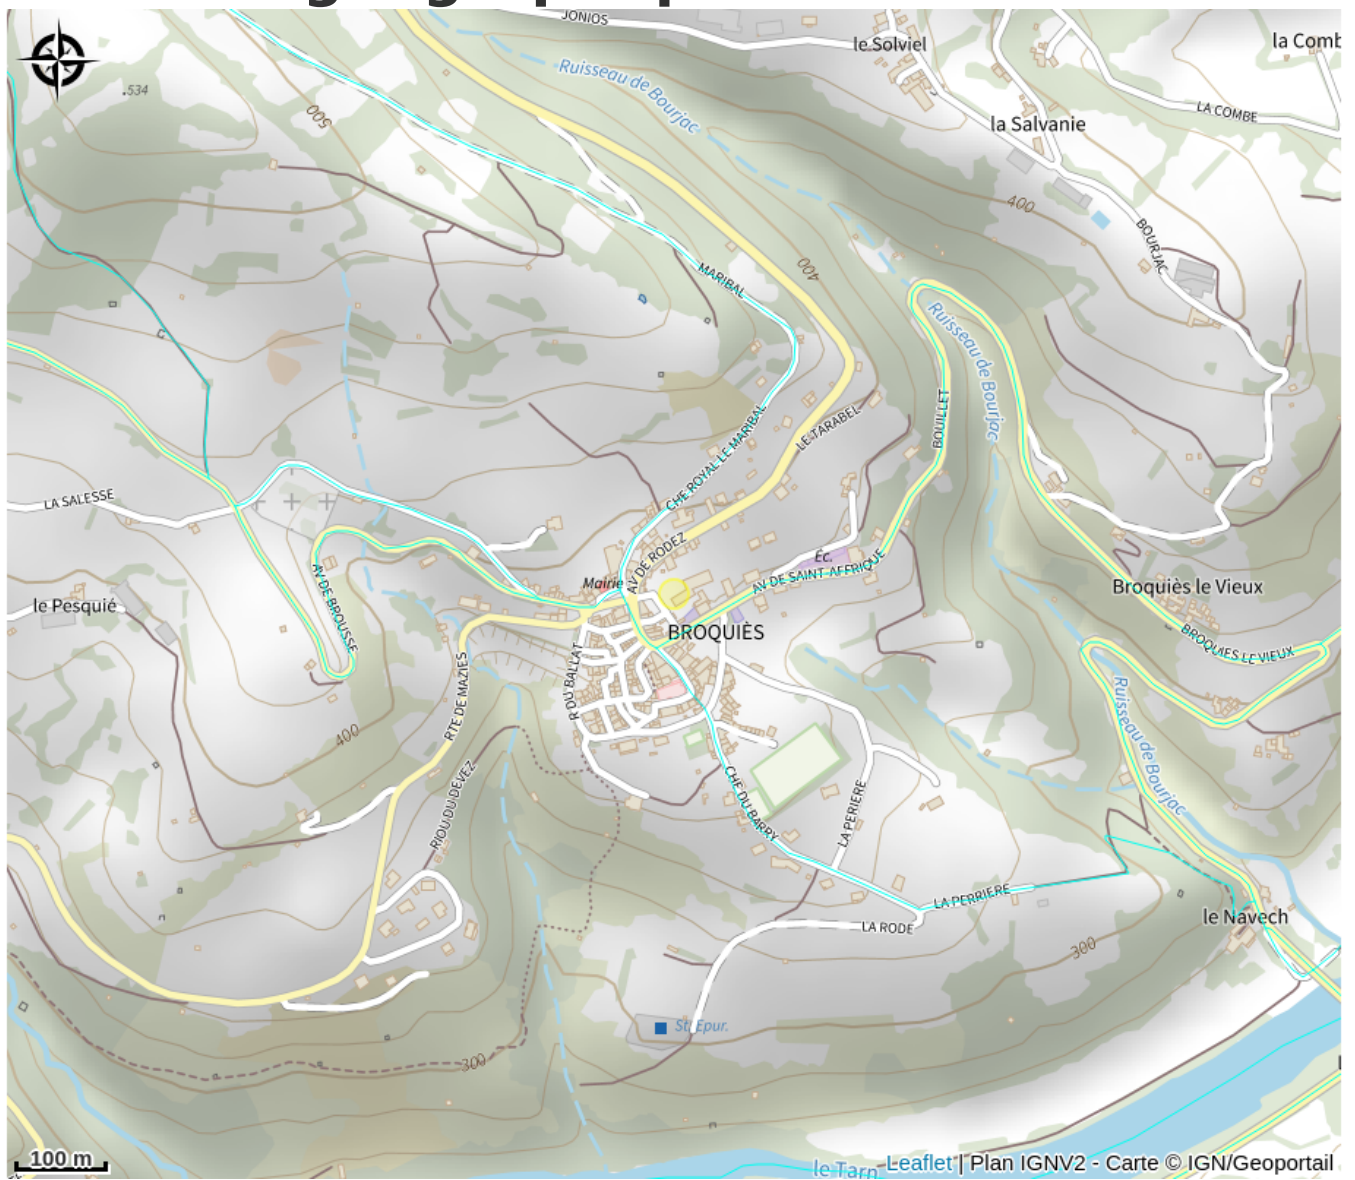 JONIOS
le Solviel
la Comb
Ruisseau de Bourjac
.534
500
LA COMBE
la Salvanie
400
BOURJAC
400
MARIBAL
Ruisseau de Bourjac
C
BOUILLET
LE TARABEL
CHE ROYAL LE MARIBAL
LA SALESSE
AV DE RODEZ
Éc.
AV DE SAINT-AFFRIQUE
Mairie
AV DE BROUSSE
le Pesquié
Broquiès le Vieux
BROQUIÈS
BROQUIES LE VIEUX
R DU BALLAT
RTE DE MAZIES
Ruisseau de Bourjac
400
CHE DU BARRY
RIOU DU DEVEZ
LA PERIERE
LA PERRIERE
le Navech
LA RODE
300
St. Epur.
300
100 m
le Tarn
Leaflet | Plan IGNV2 - Carte © IGN/Geoportail